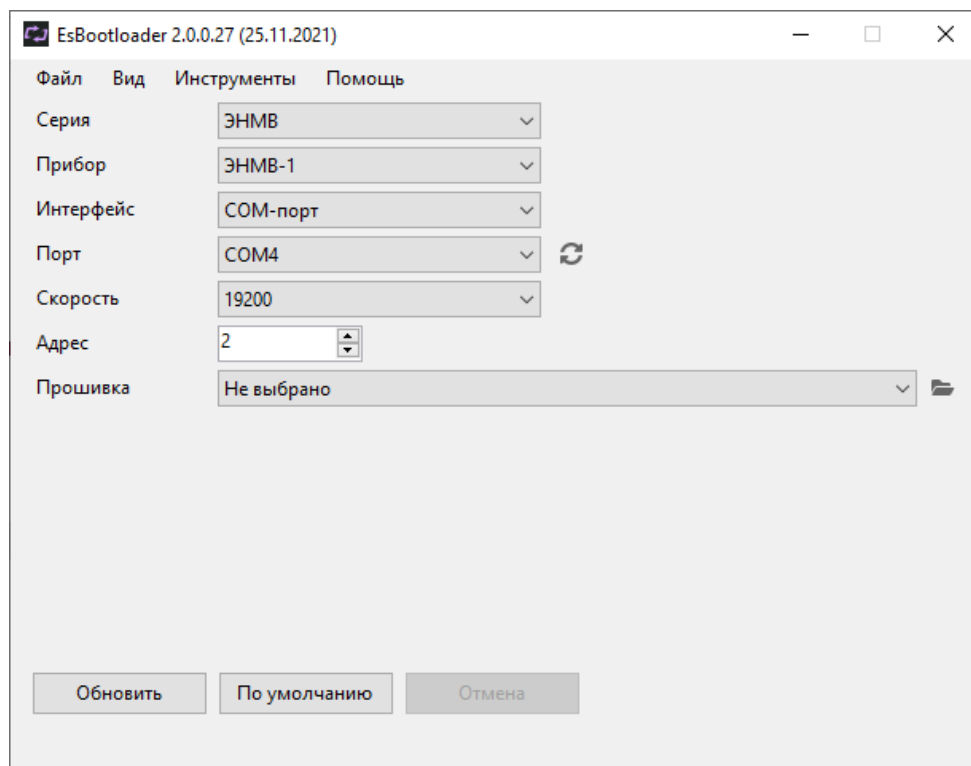 EsBootloader 2.0.0.27 (25.11.2021)
Файл Вид Инструменты Помощь
Серия ЭНМВ
Прибор ЭНМВ-1
Интерфейс COM-порт
Порт COM4
Скорость 19200
Адрес 2
Прошивка Не выбрано
Обновить По умолчанию Отмена